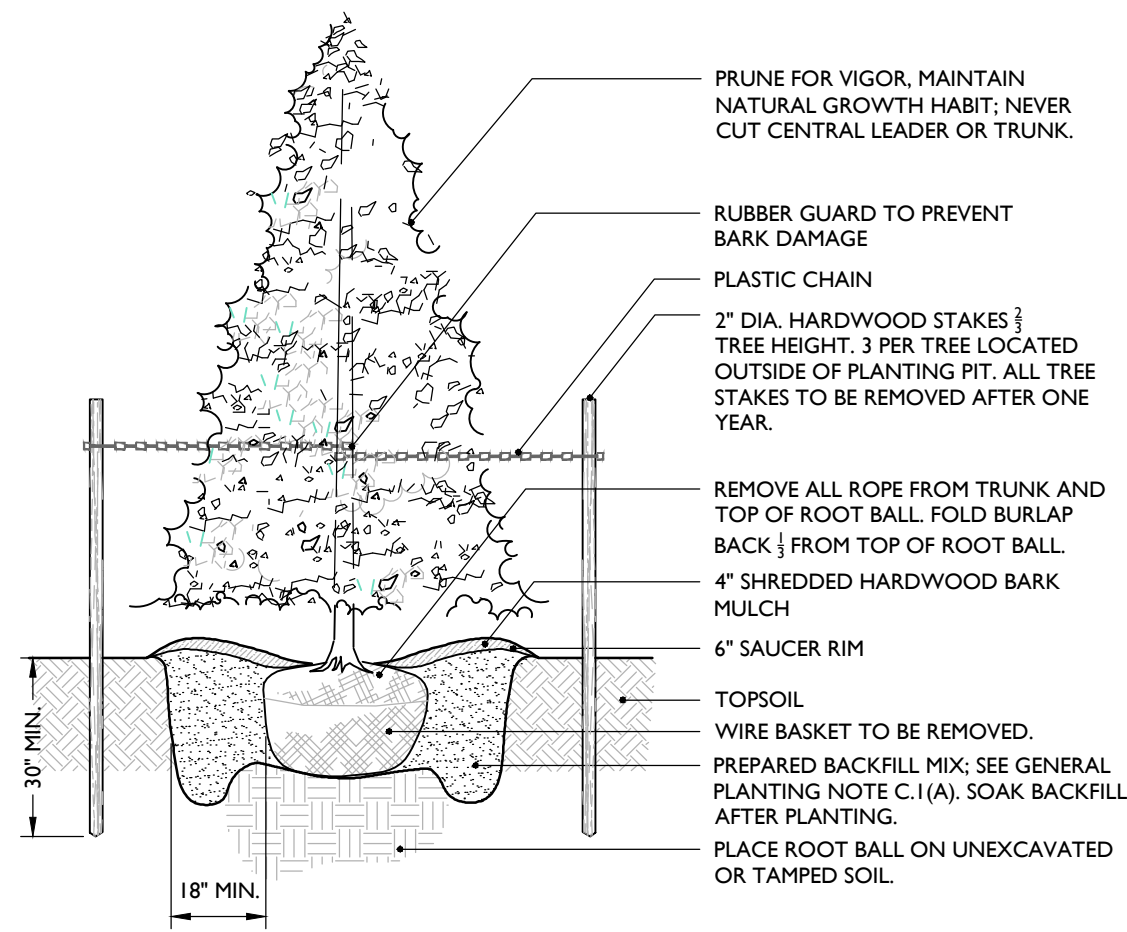 PRUNE FOR VIGOR, MAINTAIN
NATURAL GROWTH HABIT; NEVER
CUT CENTRAL LEADER OR TRUNK.
RUBBER GUARD TO PREVENT
BARK DAMAGE
PLASTIC CHAIN
2" DIA. HARDWOOD STAKES 2/3
TREE HEIGHT. 3 PER TREE LOCATED
OUTSIDE OF PLANTING PIT. ALL TREE
STAKES TO BE REMOVED AFTER ONE
YEAR.
REMOVE ALL ROPE FROM TRUNK AND
TOP OF ROOT BALL. FOLD BURLAP
BACK 1/3 FROM TOP OF ROOT BALL.
4" SHREDDED HARDWOOD BARK
MULCH
6" SAUCER RIM
TOPSOIL
WIRE BASKET TO BE REMOVED.
PREPARED BACKFILL MIX; SEE GENERAL
PLANTING NOTE C.1(A). SOAK BACKFILL
AFTER PLANTING.
PLACE ROOT BALL ON UNEXCAVATED
OR TAMPED SOIL.
30" MIN.
18" MIN.